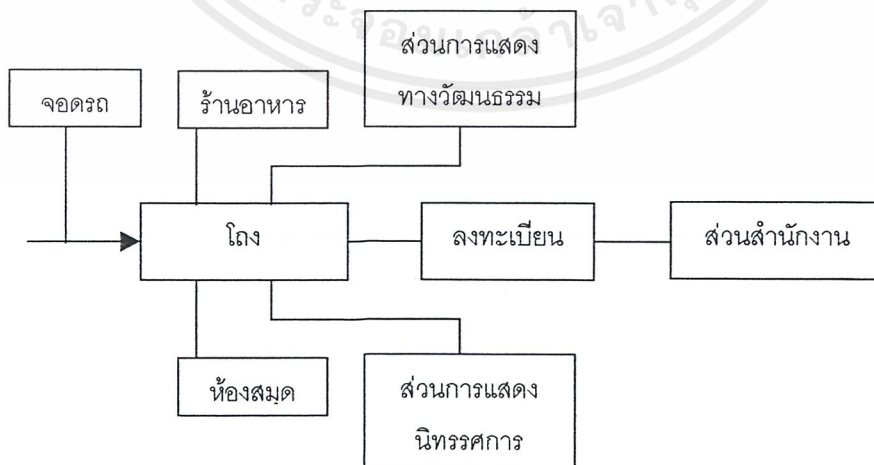 ส่วนการแสดง
ทางวัฒนธรรม
จอดรถ
ร้านอาหาร
โถง
ลงทะเบียน
ส่วนสำนักงาน
ห้องสมุด
ส่วนการแสดง
นิทรรศการ